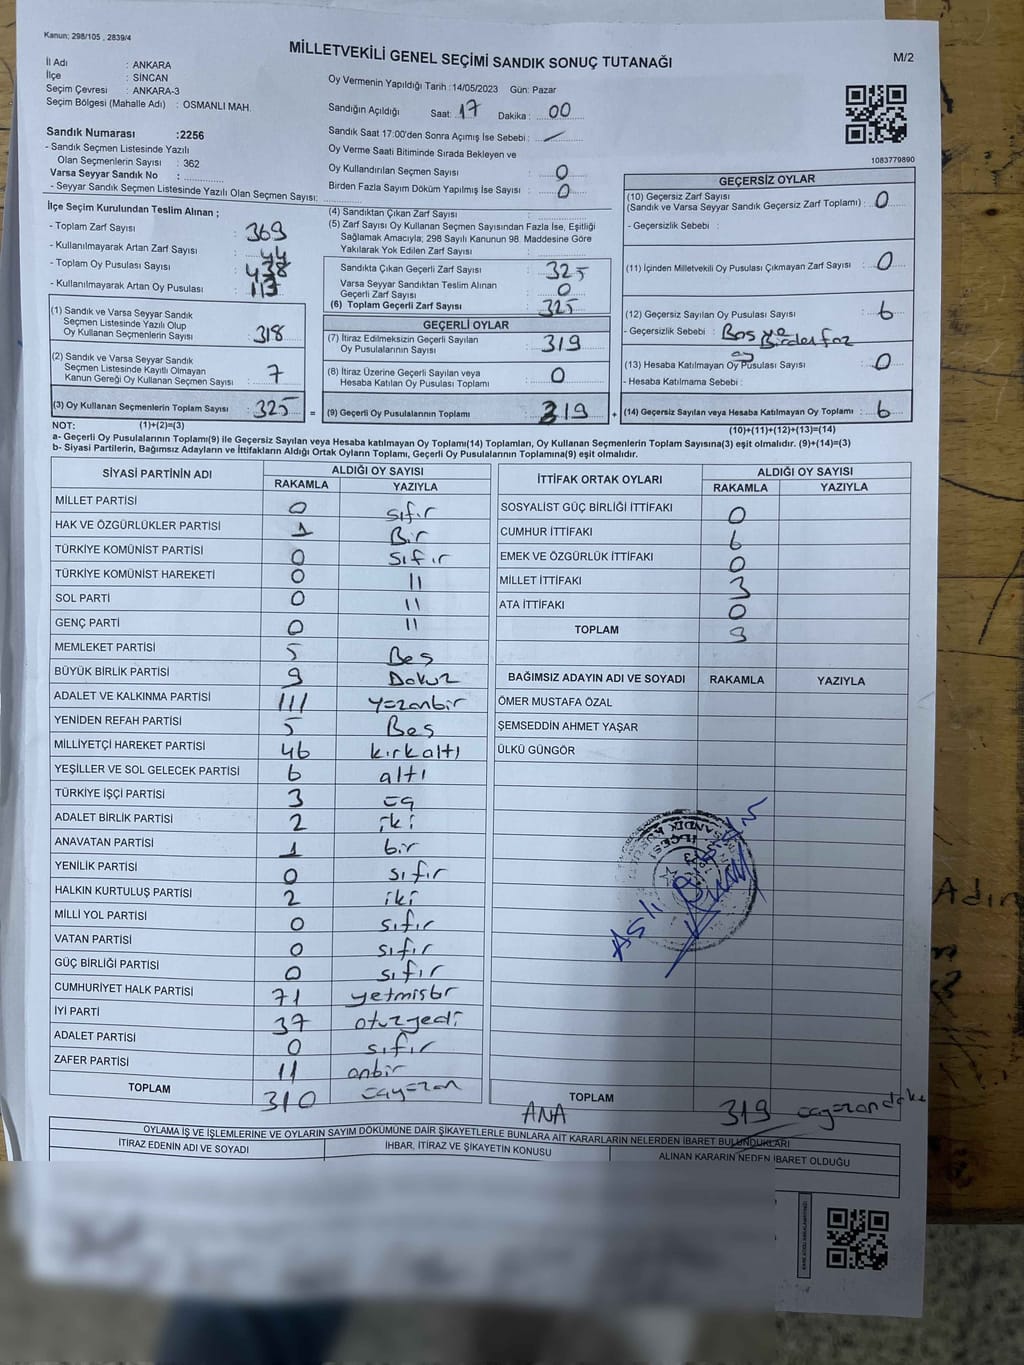 Kanun: 298/105 , 2839/4
MİLLETVEKİLİ GENEL SEÇİMİ SANDIK SONUÇ TUTANAĞI
M/2
İl Adı : ANKARA
İlçe : SİNCAN
Seçim Çevresi : ANKARA-3
Seçim Bölgesi (Mahalle Adı) : OSMANLI MAH.
Oy Vermenin Yapıldığı Tarih :14/05/2023 Gün: Pazar
Sandığın Açıldığı Saat: 17 Dakika : 00
Sandık Saat 17:00'den Sonra Açımış İse Sebebi :
Oy Verme Saati Bitiminde Sırada Bekleyen ve
Oy Kullandırılan Seçmen Sayısı : 0
Birden Fazla Sayım Döküm Yapılmış İse Sayısı : 0
Sandık Numarası :2256
- Sandık Seçmen Listesinde Yazılı
Olan Seçmenlerin Sayısı : 362
Varsa Seyyar Sandık No :
- Seyyar Sandık Seçmen Listesinde Yazılı Olan Seçmen Sayısı:
1083779890
İlçe Seçim Kurulundan Teslim Alınan ;
- Toplam Zarf Sayısı : 369
- Kullanılmayarak Artan Zarf Sayısı : 44
- Toplam Oy Pusulası Sayısı : 438
- Kullanılmayarak Artan Oy Pusulası : 113
(1) Sandık ve Varsa Seyyar Sandık
Seçmen Listesinde Yazılı Olup
Oy Kullanan Seçmenlerin Sayısı : 318
(2) Sandık ve Varsa Seyyar Sandık
Seçmen Listesinde Kayıtlı Olmayan
Kanun Gereği Oy Kullanan Seçmen Sayısı : 7
(3) Oy Kullanan Seçmenlerin Toplam Sayısı : 325
(4) Sandıktan Çıkan Zarf Sayısı :
(5) Zarf Sayısı Oy Kullanan Seçmen Sayısından Fazla İse, Eşitliği
Sağlamak Amacıyla; 298 Sayılı Kanunun 98. Maddesine Göre
Yakılarak Yok Edilen Zarf Sayısı :
Sandıkta Çıkan Geçerli Zarf Sayısı : 325
Varsa Seyyar Sandıktan Teslim Alınan
Geçerli Zarf Sayısı : 0
(6) Toplam Geçerli Zarf Sayısı : 325
GEÇERLİ OYLAR
(7) İtiraz Edilmeksizin Geçerli Sayılan
Oy Pusulalarının Sayısı : 319
(8) İtiraz Üzerine Geçerli Sayılan veya
Hesaba Katılan Oy Pusulası Toplamı : 0
= (9) Geçerli Oy Pusulalarının Toplamı : 319
GEÇERSİZ OYLAR
(10) Geçersiz Zarf Sayısı
(Sandık ve Varsa Seyyar Sandık Geçersiz Zarf Toplamı) : 0
- Geçersizlik Sebebi :
(11) İçinden Milletvekili Oy Pusulası Çıkmayan Zarf Sayısı : 0
(12) Geçersiz Sayılan Oy Pusulası Sayısı : 6
- Geçersizlik Sebebi : Boş ve Birden faz
oy
(13) Hesaba Katılmayan Oy Pusulası Sayısı : 0
- Hesaba Katılmama Sebebi :
+ (14) Geçersiz Sayılan veya Hesaba Katılmayan Oy Toplamı : 6
NOT: (1)+(2)=(3)
(10)+(11)+(12)+(13)=(14)
a- Geçerli Oy Pusulalarının Toplamı(9) ile Geçersiz Sayılan veya Hesaba katılmayan Oy Toplamı(14) Toplamları, Oy Kullanan Seçmenlerin Toplam Sayısına(3) eşit olmalıdır. (9)+(14)=(3)
b- Siyasi Partilerin, Bağımsız Adayların ve İttifakların Aldığı Ortak Oyların Toplamı, Geçerli Oy Pusulalarının Toplamına(9) eşit olmalıdır.
SİYASİ PARTİNİN ADI ALDIĞI OY SAYISI
RAKAMLA YAZIYLA
MİLLET PARTİSİ 0 sıfır
HAK VE ÖZGÜRLÜKLER PARTİSİ 1 Bir
TÜRKİYE KOMÜNİST PARTİSİ 0 sıfır
TÜRKİYE KOMÜNİST HAREKETİ 0 "
SOL PARTİ 0 "
GENÇ PARTİ 0 "
MEMLEKET PARTİSİ 5 Beş
BÜYÜK BİRLİK PARTİSİ 9 Dokuz
ADALET VE KALKINMA PARTİSİ 111 yüzonbir
YENİDEN REFAH PARTİSİ 5 Beş
MİLLİYETÇİ HAREKET PARTİSİ 46 kırkaltı
YEŞİLLER VE SOL GELECEK PARTİSİ 6 altı
TÜRKİYE İŞÇİ PARTİSİ 3 üç
ADALET BİRLİK PARTİSİ 2 iki
ANAVATAN PARTİSİ 1 bir
YENİLİK PARTİSİ 0 sıfır
HALKIN KURTULUŞ PARTİSİ 2 iki
MİLLİ YOL PARTİSİ 0 sıfır
VATAN PARTİSİ 0 sıfır
GÜÇ BİRLİĞİ PARTİSİ 0 sıfır
CUMHURİYET HALK PARTİSİ 71 yetmişbr
İYİ PARTİ 37 otuzyedi
ADALET PARTİSİ 0 sıfır
ZAFER PARTİSİ 11 onbir
TOPLAM 310 üçyüzon
İTTİFAK ORTAK OYLARI ALDIĞI OY SAYISI
RAKAMLA YAZIYLA
SOSYALİST GÜÇ BİRLİĞİ İTTİFAKI 0
CUMHUR İTTİFAKI 6
EMEK VE ÖZGÜRLÜK İTTİFAKI 0
MİLLET İTTİFAKI 3
ATA İTTİFAKI 0
TOPLAM 9
BAĞIMSIZ ADAYIN ADI VE SOYADI RAKAMLA YAZIYLA
ÖMER MUSTAFA ÖZAL
ŞEMSEDDİN AHMET YAŞAR
ÜLKÜ GÜNGÖR
ASLI
ANA TOPLAM 319 üçyüzondoku
OYLAMA İŞ VE İŞLEMLERİNE VE OYLARIN SAYIM DÖKÜMÜNE DAİR ŞİKAYETLERLE BUNLARA AİT KARARLARIN NELERDEN İBARET BULUNDUKLARI
İTİRAZ EDENİN ADI VE SOYADI İHBAR, İTİRAZ VE ŞİKAYETİN KONUSU ALINAN KARARIN NEDEN İBARET OLDUĞU
Adın